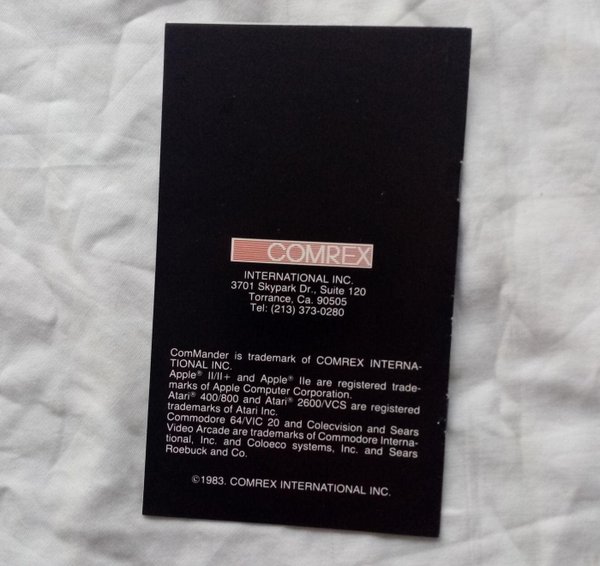 COMREX
INTERNATIONAL INC.
3701 Skypark Dr., Suite 120
Torrance, Ca. 90505
Tel: (213) 373-0280
ComMander is trademark of COMREX INTERNA-
TIONAL INC.
Apple® II/II+ and Apple® IIe are registered trade-
marks of Apple Computer Corporation.
Atari® 400/800 and Atari® 2600/VCS are registered
trademarks of Atari Inc.
Commodore 64/VIC 20 and Colecvision and Sears
Video Arcade are trademarks of Commodore Interna-
tional, Inc. and Coloeco systems, Inc. and Sears
Roebuck and Co.
©1983. COMREX INTERNATIONAL INC.